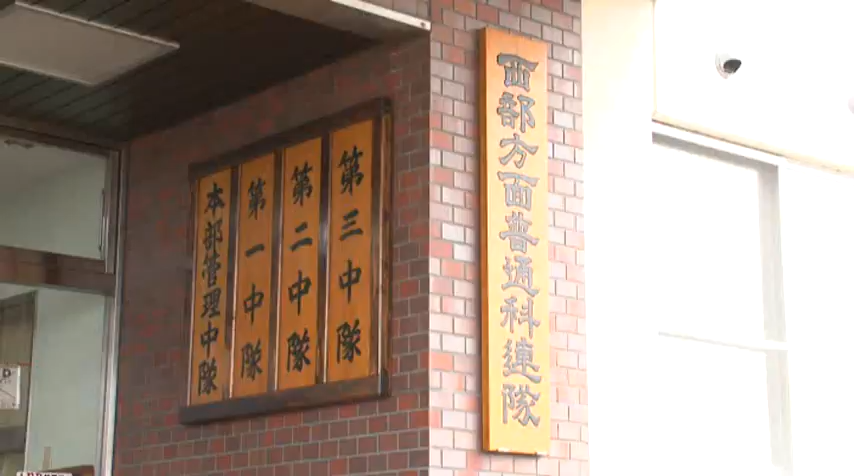 西部方面普通科連隊
第三中隊
第二中隊
第一中隊
本部管理中隊